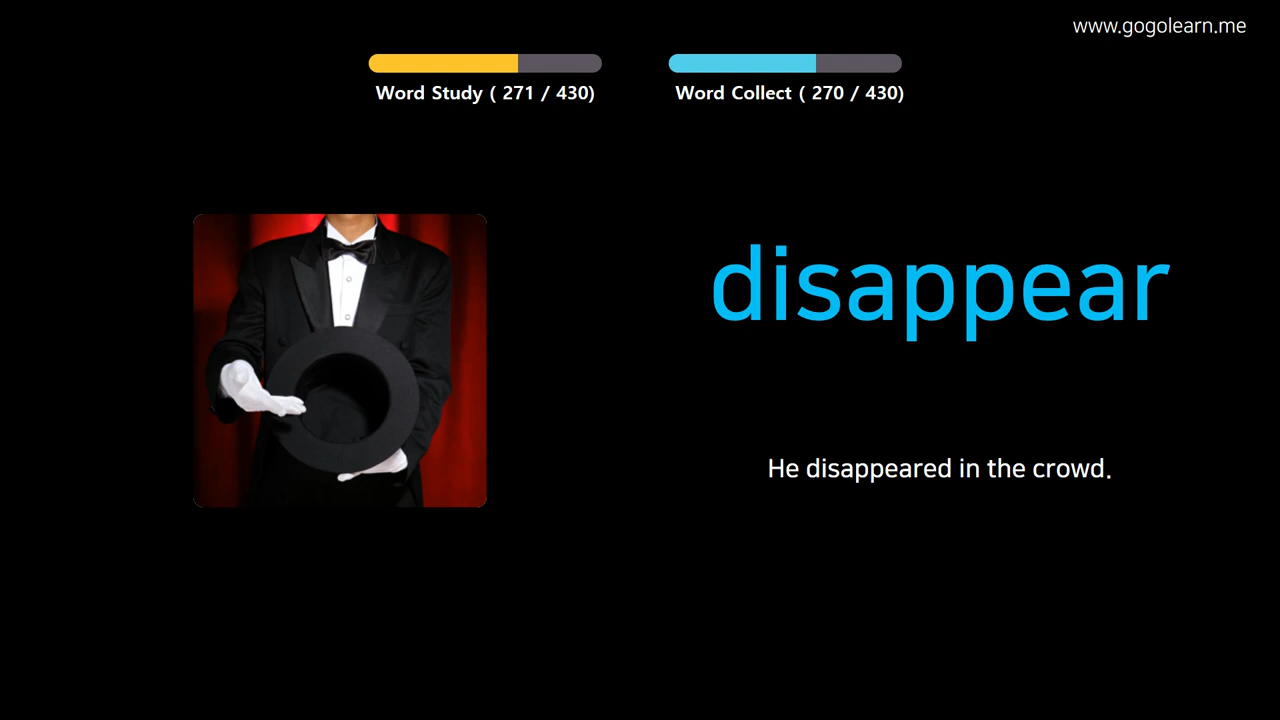 www.gogolearn.me
Word Study ( 271 / 430)
Word Collect ( 270 / 430)
disappear
He disappeared in the crowd.